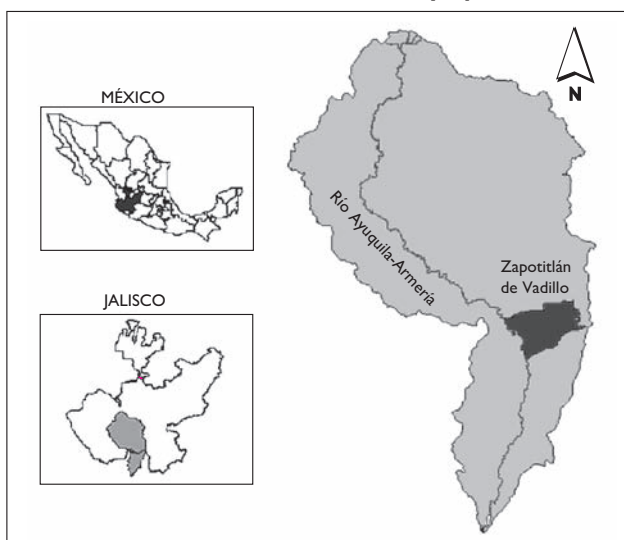 MÉXICO
JALISCO
N
Río Ayuquila-Armería
Zapotitlán
de Vadillo